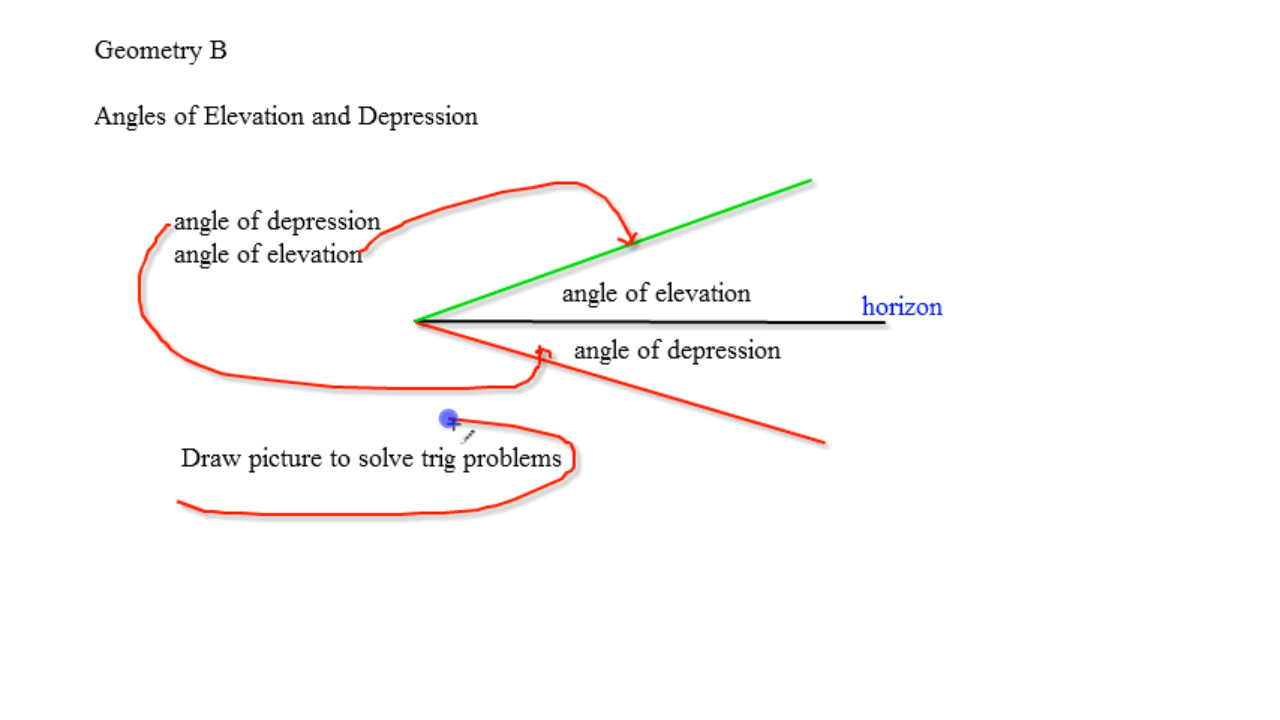 Geometry B
Angles of Elevation and Depression
angle of depression
angle of elevation
angle of elevation
horizon
angle of depression
Draw picture to solve trig problems